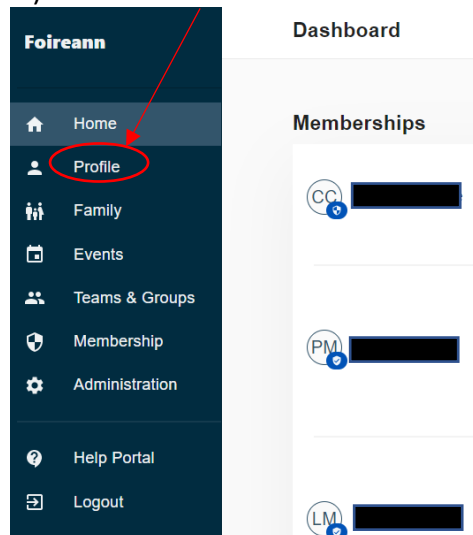 Foireann
Home
Profile
Family
Events
Teams & Groups
Membership
Administration
Help Portal
Logout
Dashboard
Memberships
CC
PM
LM